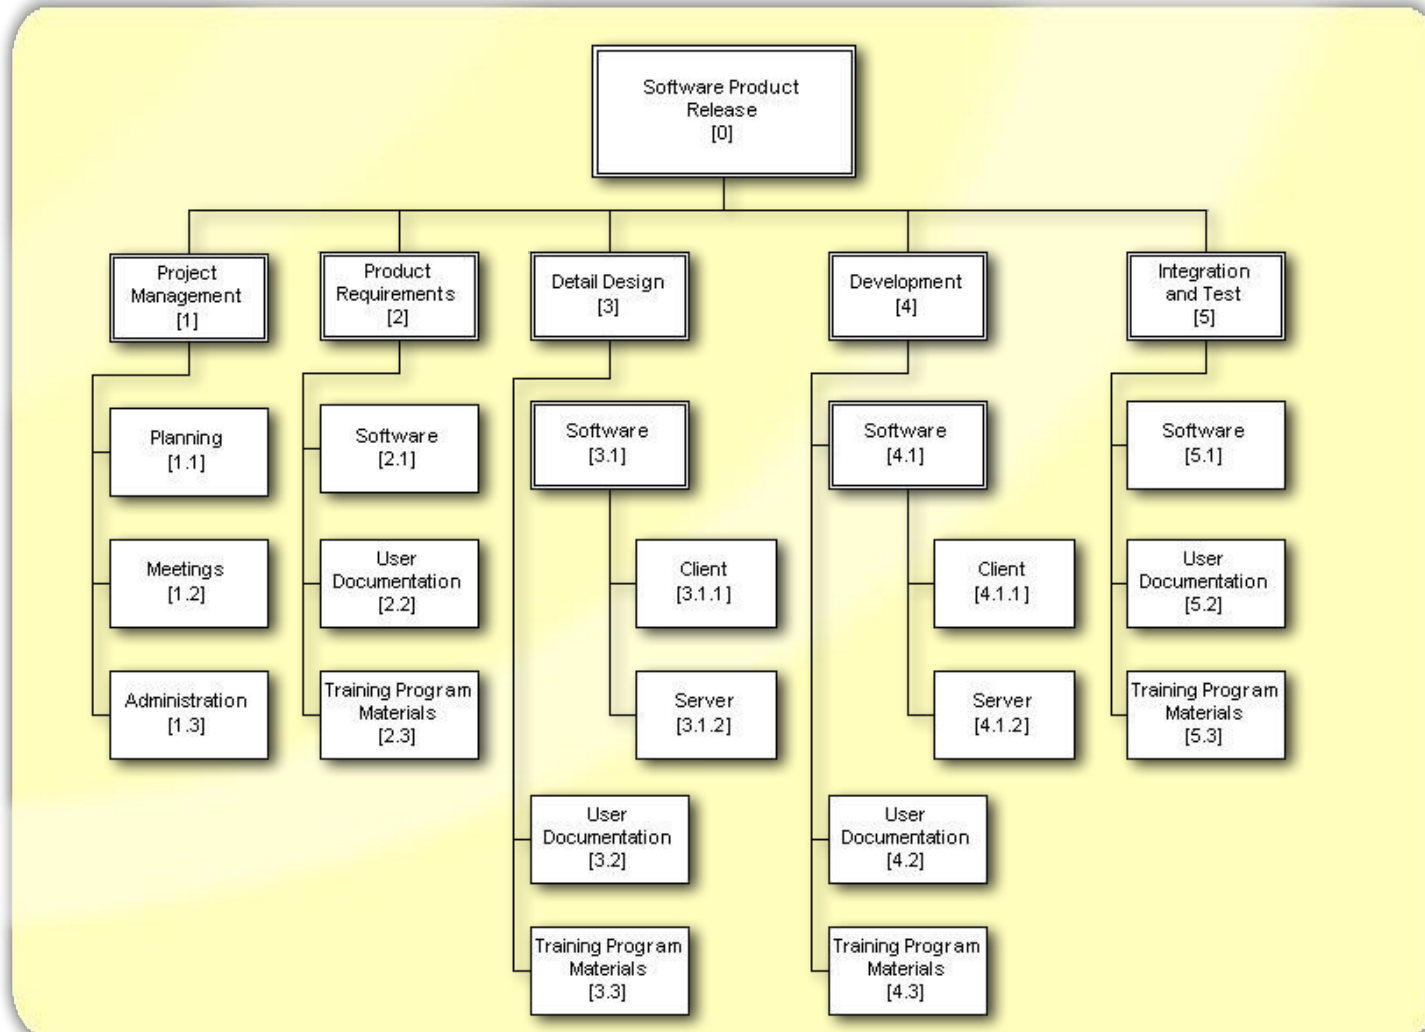 Software Product
Release
[0]
Project
Management
[1]
Product
Requirements
[2]
Detail Design
[3]
Development
[4]
Integration
and Test
[5]
Planning
[1.1]
Software
[2.1]
Software
[3.1]
Software
[4.1]
Software
[5.1]
Meetings
[1.2]
User
Documentation
[2.2]
Client
[3.1.1]
Client
[4.1.1]
User
Documentation
[5.2]
Administration
[1.3]
Training Program
Materials
[2.3]
Server
[3.1.2]
Server
[4.1.2]
Training Program
Materials
[5.3]
User
Documentation
[3.2]
User
Documentation
[4.2]
Training Program
Materials
[3.3]
Training Program
Materials
[4.3]